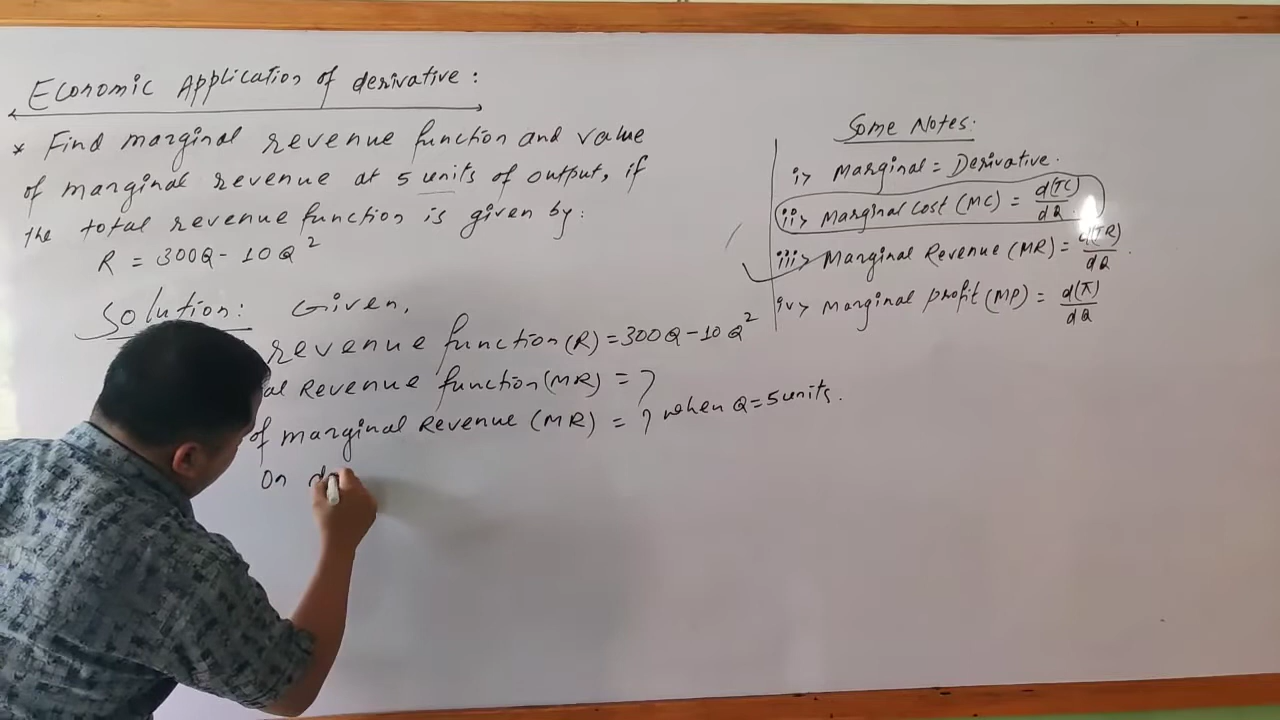 Economic Application of derivative:
* Find marginal revenue function and value
of marginal revenue at 5 units of output, if
the total revenue function is given by:
R = 300Q - 10Q²
Solution: Given,
revenue function (R) = 300Q - 10Q²
al Revenue function (MR) = ?
of marginal Revenue (MR) = ? when Q = 5 units.
On
Some Notes:
i> Marginal = Derivative.
ii> Marginal Cost (MC) = d(TC)/dQ
iii> Marginal Revenue (MR) = d(TR)/dQ.
iv> Marginal profit (MP) = d(π)/dQ